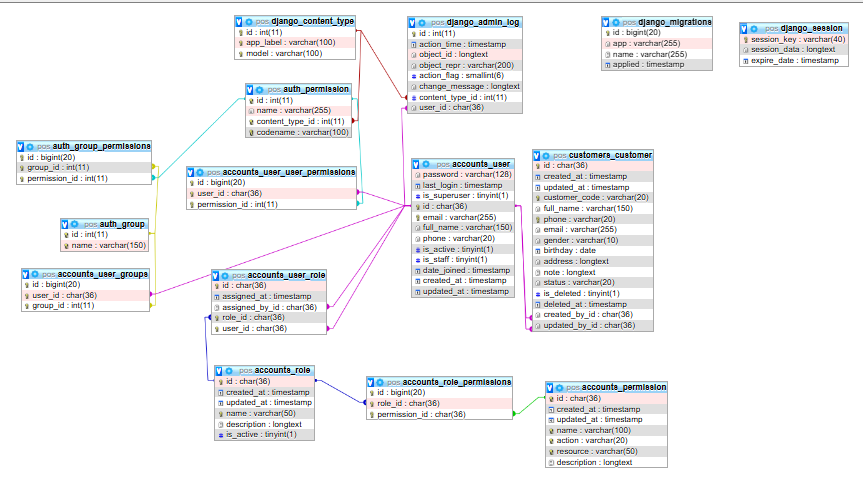 pos django_content_type
id : int(11)
app_label : varchar(100)
model : varchar(100)
pos django_admin_log
id : int(11)
action_time : timestamp
object_id : longtext
object_repr : varchar(200)
action_flag : smallint(6)
change_message : longtext
content_type_id : int(11)
user_id : char(36)
pos django_migrations
id : bigint(20)
app : varchar(255)
name : varchar(255)
applied : timestamp
pos django_session
session_key : varchar(40)
session_data : longtext
expire_date : timestamp
pos auth_permission
id : int(11)
name : varchar(255)
content_type_id : int(11)
codename : varchar(100)
pos auth_group_permissions
id : bigint(20)
group_id : int(11)
permission_id : int(11)
pos accounts_user_user_permissions
id : bigint(20)
user_id : char(36)
permission_id : int(11)
pos accounts_user
password : varchar(128)
last_login : timestamp
is_superuser : tinyint(1)
id : char(36)
email : varchar(255)
full_name : varchar(150)
phone : varchar(20)
is_active : tinyint(1)
is_staff : tinyint(1)
date_joined : timestamp
created_at : timestamp
updated_at : timestamp
pos customers_customer
id : char(36)
created_at : timestamp
updated_at : timestamp
customer_code : varchar(20)
full_name : varchar(150)
phone : varchar(20)
email : varchar(255)
gender : varchar(10)
birthday : date
address : longtext
note : longtext
status : varchar(20)
is_deleted : tinyint(1)
deleted_at : timestamp
created_by_id : char(36)
updated_by_id : char(36)
pos auth_group
id : int(11)
name : varchar(150)
pos accounts_user_groups
id : bigint(20)
user_id : char(36)
group_id : int(11)
pos accounts_user_role
id : char(36)
assigned_at : timestamp
assigned_by_id : char(36)
role_id : char(36)
user_id : char(36)
pos accounts_role
id : char(36)
created_at : timestamp
updated_at : timestamp
name : varchar(50)
description : longtext
is_active : tinyint(1)
pos accounts_role_permissions
id : bigint(20)
role_id : char(36)
permission_id : char(36)
pos accounts_permission
id : char(36)
created_at : timestamp
updated_at : timestamp
name : varchar(100)
action : varchar(20)
resource : varchar(50)
description : longtext